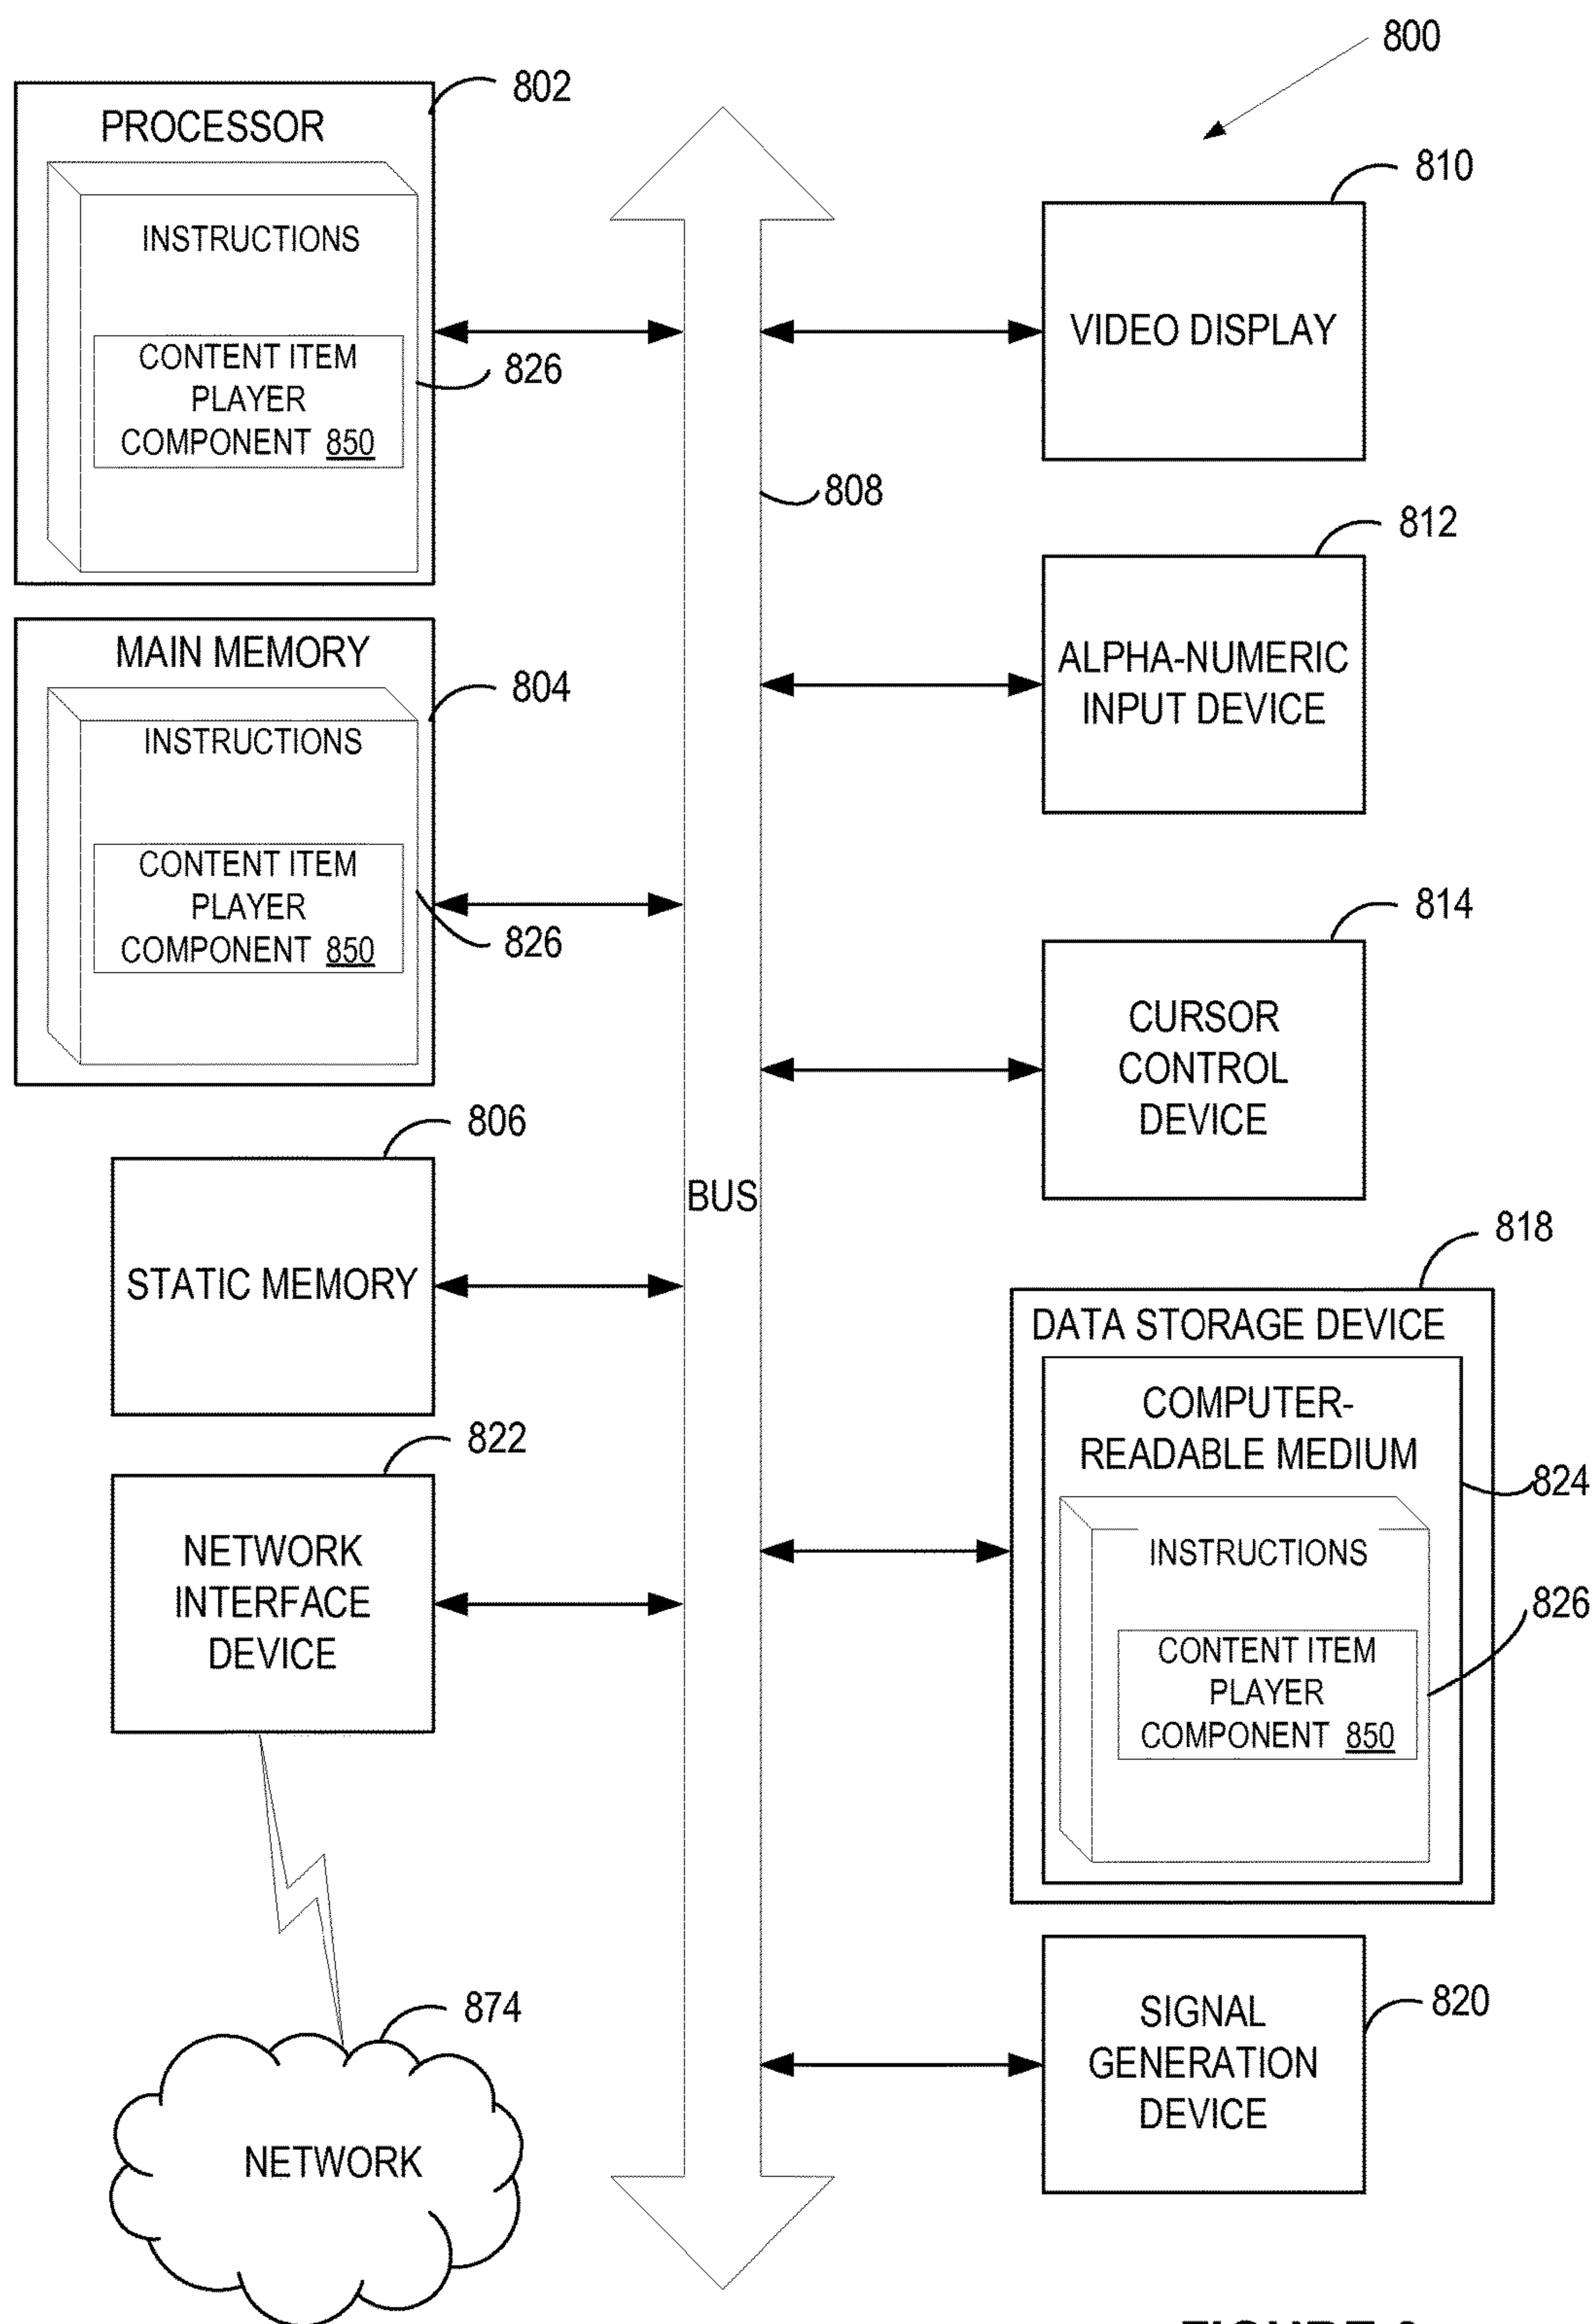 800
802
PROCESSOR
INSTRUCTIONS
CONTENT ITEM
PLAYER
COMPONENT 850
826
MAIN MEMORY
804
INSTRUCTIONS
CONTENT ITEM
PLAYER
COMPONENT 850
826
806
STATIC MEMORY
822
NETWORK
INTERFACE
DEVICE
874
NETWORK
808
BUS
810
VIDEO DISPLAY
812
ALPHA-NUMERIC
INPUT DEVICE
814
CURSOR
CONTROL
DEVICE
818
DATA STORAGE DEVICE
COMPUTER-
READABLE MEDIUM
824
INSTRUCTIONS
826
CONTENT ITEM
PLAYER
COMPONENT 850
820
SIGNAL
GENERATION
DEVICE